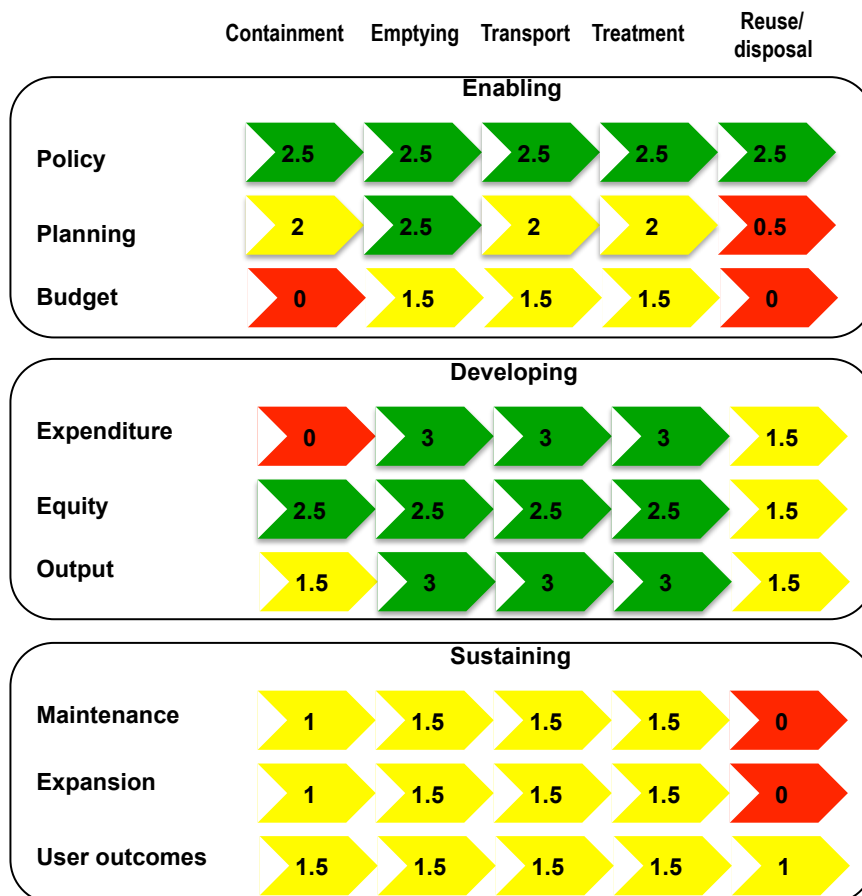 Containment Emptying Transport Treatment Reuse/
disposal
Enabling
Policy 2.5 2.5 2.5 2.5 2.5
Planning 2 2.5 2 2 0.5
Budget 0 1.5 1.5 1.5 0
Developing
Expenditure 0 3 3 3 1.5
Equity 2.5 2.5 2.5 2.5 1.5
Output 1.5 3 3 3 1.5
Sustaining
Maintenance 1 1.5 1.5 1.5 0
Expansion 1 1.5 1.5 1.5 0
User outcomes 1.5 1.5 1.5 1.5 1